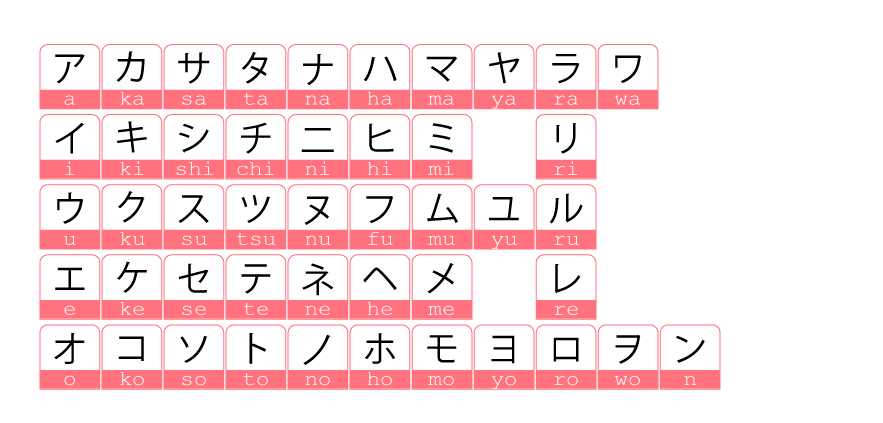 ア カ サ タ ナ ハ マ ヤ ラ ワ
a ka sa ta na ha ma ya ra wa
イ キ シ チ ニ ヒ ミ リ
i ki shi chi ni hi mi ri
ウ ク ス ツ ヌ フ ム ユ ル
u ku su tsu nu fu mu yu ru
エ ケ セ テ ネ ヘ メ レ
e ke se te ne he me re
オ コ ソ ト ノ ホ モ ヨ ロ ヲ ン
o ko so to no ho mo yo ro wo n